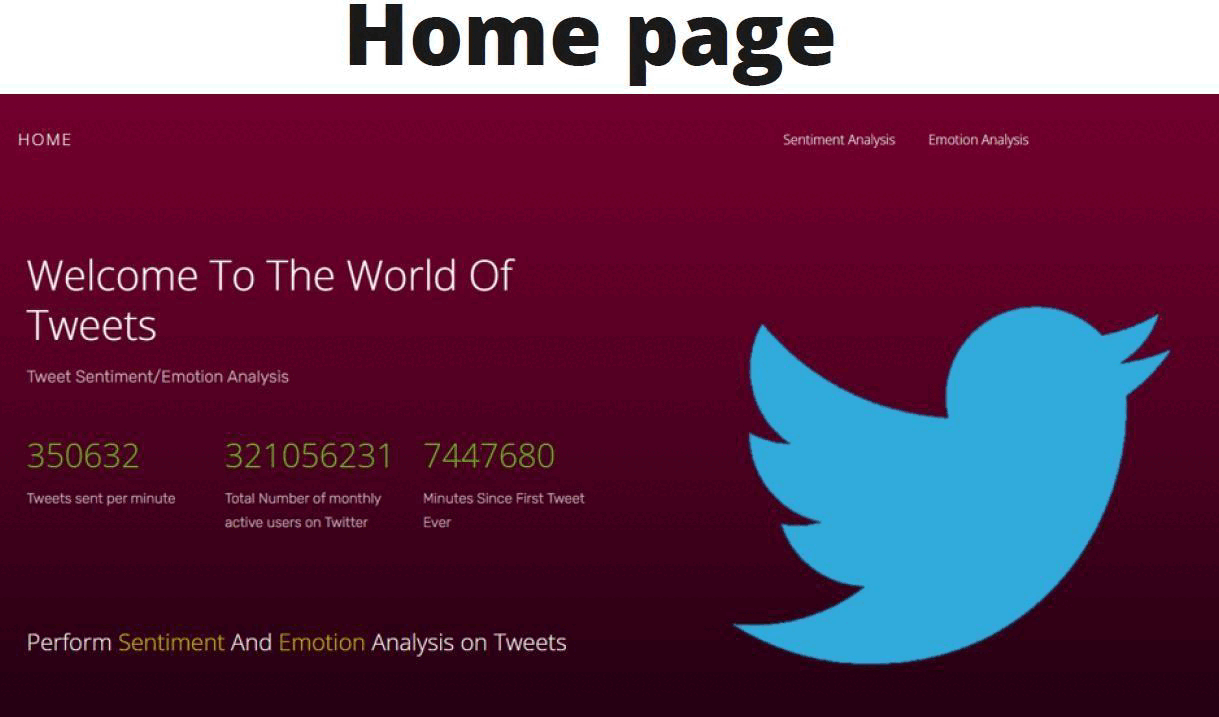 Home page
HOME
Sentiment Analysis
Emotion Analysis
Welcome To The World Of
Tweets
Tweet Sentiment/Emotion Analysis
350632
Tweets sent per minute
321056231
Total Number of monthly
active users on Twitter
7447680
Minutes Since First Tweet
Ever
Perform Sentiment And Emotion Analysis on Tweets